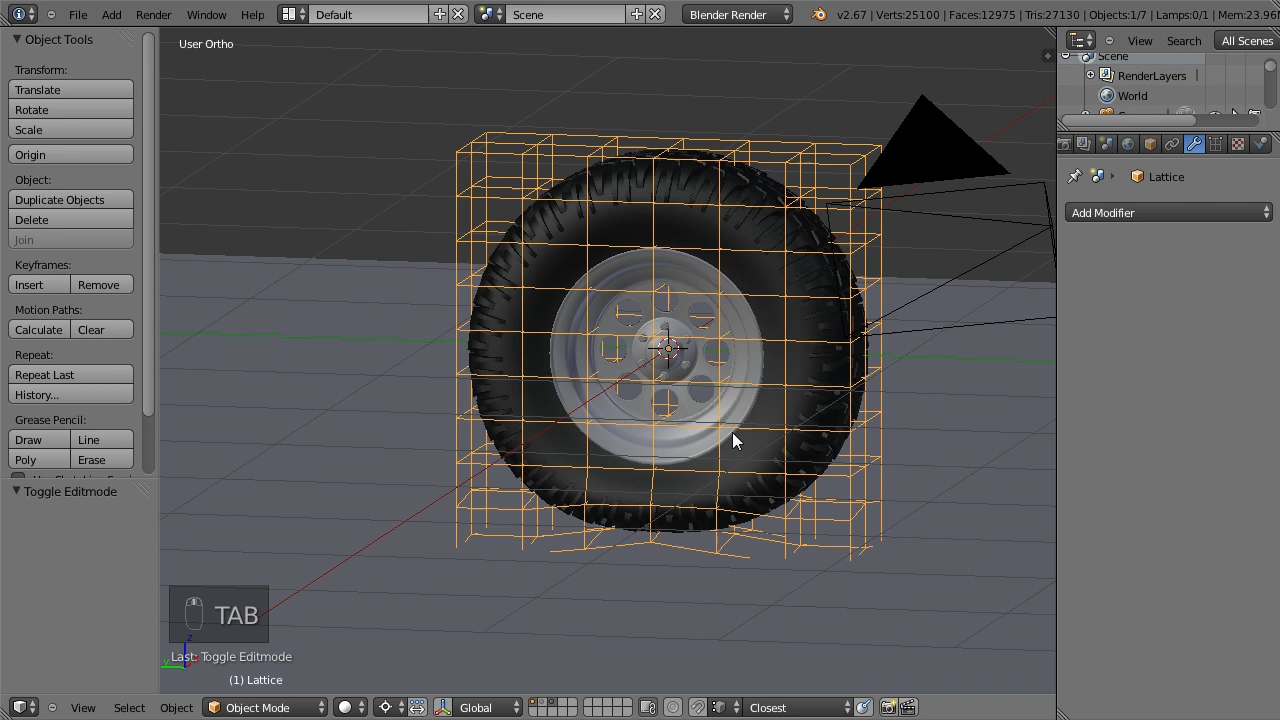 File Add Render Window Help Default Scene Blender Render v2.67 | Verts:25100 | Faces:12975 | Tris:27130 | Objects:1/7 | Lamps:0/1 | Mem:23.96
Object Tools
Transform:
Translate
Rotate
Scale
Origin
Object:
Duplicate Objects
Delete
Join
Keyframes:
Insert Remove
Motion Paths:
Calculate Clear
Repeat:
Repeat Last
History...
Grease Pencil:
Draw Line
Poly Erase
Toggle Editmode
User Ortho
TAB
z
y
Last: Toggle Editmode
(1) Lattice
View Select Object Object Mode Global Closest
View Search All Scenes
Scene
RenderLayers
World
Lattice
Add Modifier